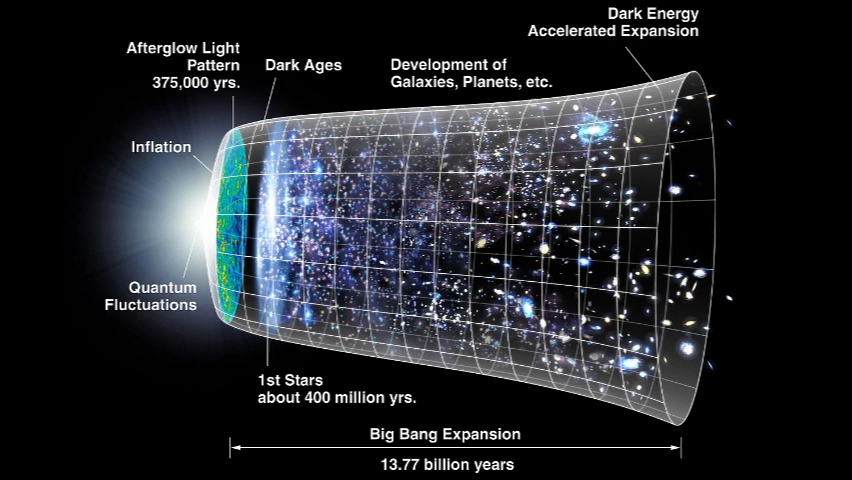 Dark Energy
Accelerated Expansion
Afterglow Light
Pattern
375,000 yrs.
Dark Ages
Development of
Galaxies, Planets, etc.
Inflation
Quantum
Fluctuations
1st Stars
about 400 million yrs.
Big Bang Expansion
13.77 billion years